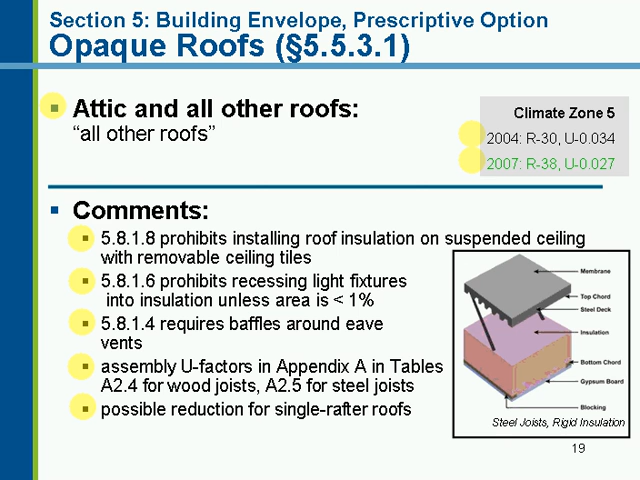 Section 5: Building Envelope, Prescriptive Option
Opaque Roofs (§5.5.3.1)
▪ Attic and all other roofs:
“all other roofs”
Climate Zone 5
2004: R-30, U-0.034
2007: R-38, U-0.027
▪ Comments:
▪ 5.8.1.8 prohibits installing roof insulation on suspended ceiling
with removable ceiling tiles
▪ 5.8.1.6 prohibits recessing light fixtures
into insulation unless area is < 1%
▪ 5.8.1.4 requires baffles around eave
vents
▪ assembly U-factors in Appendix A in Tables
A2.4 for wood joists, A2.5 for steel joists
▪ possible reduction for single-rafter roofs
Membrane
Top Chord
Steel Deck
Insulation
Bottom Chord
Gypsum Board
Blocking
Steel Joists, Rigid Insulation
19